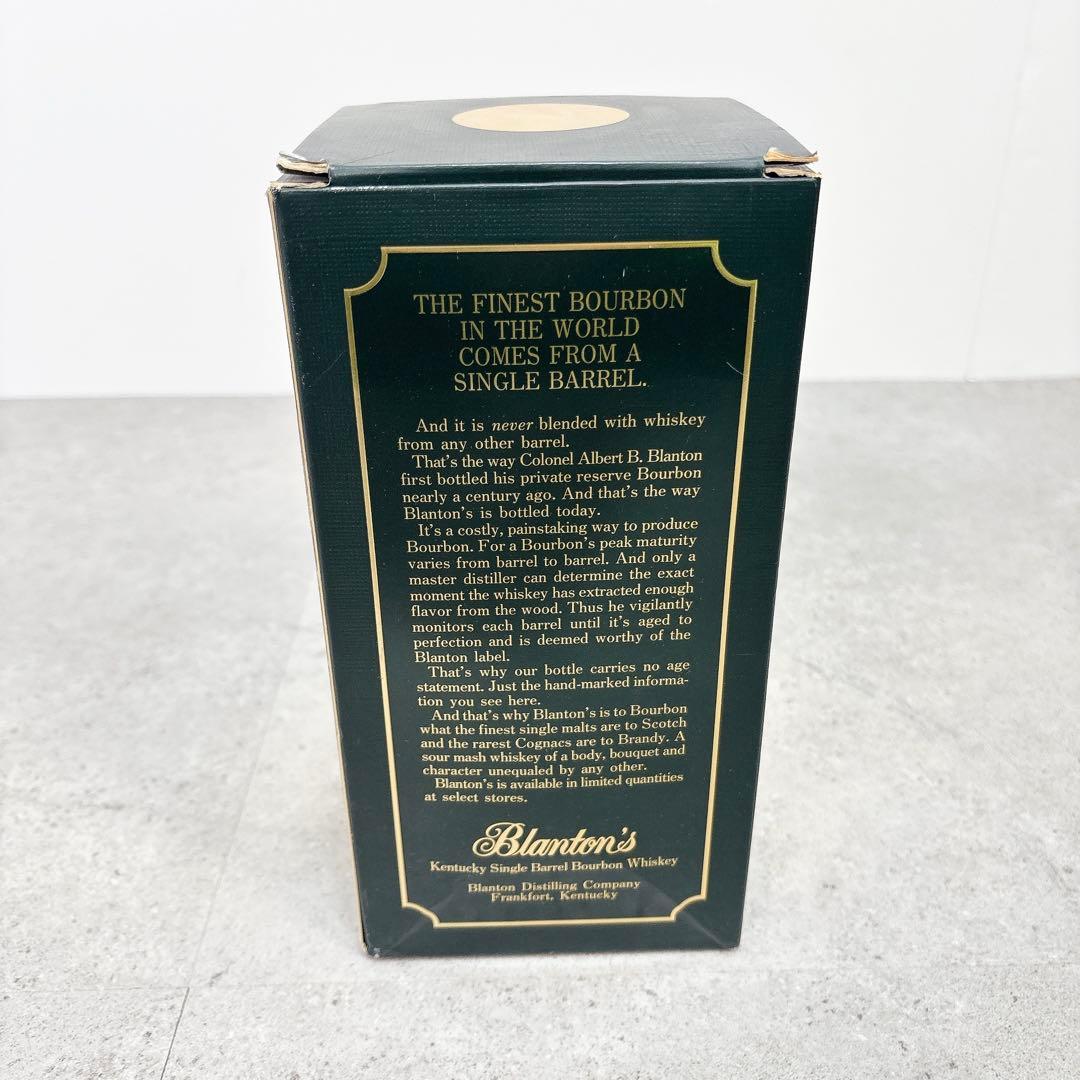 THE FINEST BOURBON
IN THE WORLD
COMES FROM A
SINGLE BARREL.
And it is never blended with whiskey
from any other barrel.
That's the way Colonel Albert B. Blanton
first bottled his private reserve Bourbon
nearly a century ago. And that's the way
Blanton's is bottled today.
It's a costly, painstaking way to produce
Bourbon. For a Bourbon's peak maturity
varies from barrel to barrel. And only a
master distiller can determine the exact
moment the whiskey has extracted enough
flavor from the wood. Thus he vigilantly
monitors each barrel until it's aged to
perfection and is deemed worthy of the
Blanton label.
That's why our bottle carries no age
statement. Just the hand-marked informa-
tion you see here.
And that's why Blanton's is to Bourbon
what the finest single malts are to Scotch
and the rarest Cognacs are to Brandy. A
sour mash whiskey of a body, bouquet and
character unequaled by any other.
Blanton's is available in limited quantities
at select stores.
Blanton's
Kentucky Single Barrel Bourbon Whiskey
Blanton Distilling Company
Frankfort, Kentucky